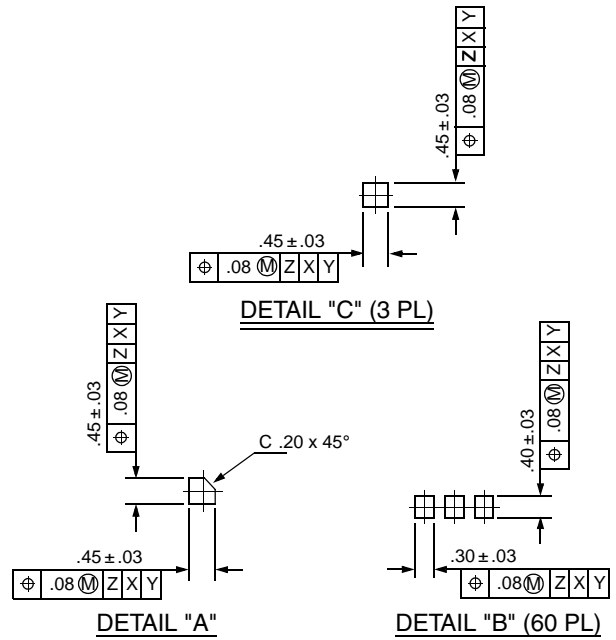 .45±.03
⌖ .08 Ⓜ Z X Y
.45±.03
⌖ .08 Ⓜ Z X Y
DETAIL "C" (3 PL)
.45±.03
⌖ .08 Ⓜ Z X Y
C .20 x 45°
.45±.03
⌖ .08 Ⓜ Z X Y
DETAIL "A"
.40±.03
⌖ .08 Ⓜ Z X Y
.30±.03
⌖ .08 Ⓜ Z X Y
DETAIL "B" (60 PL)